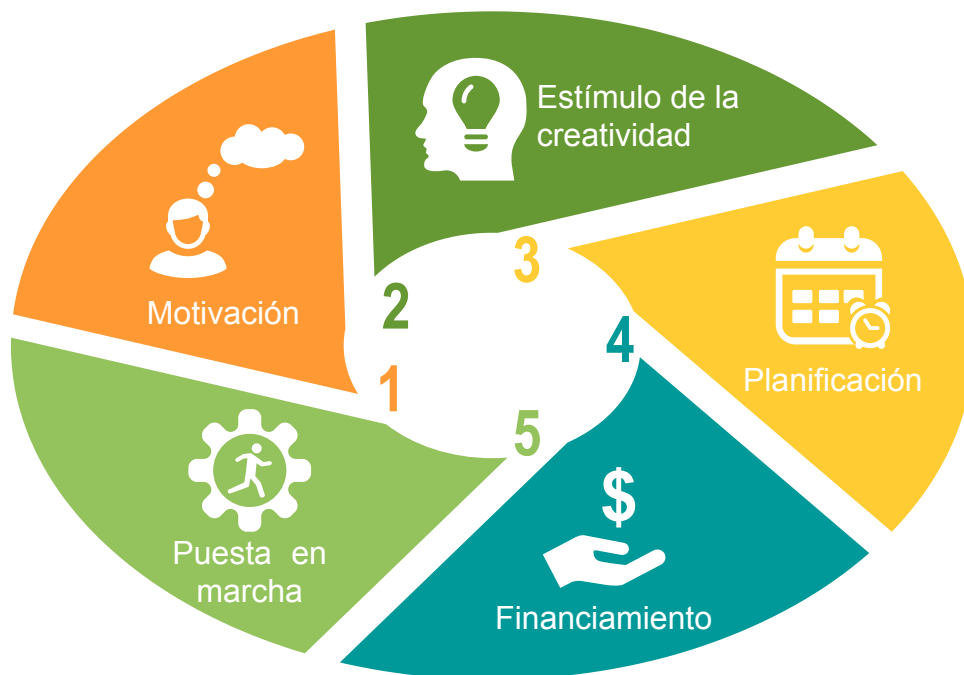 1
Motivación
2
Estímulo de la
creatividad
3
Planificación
4
$
Financiamiento
5
Puesta en
marcha